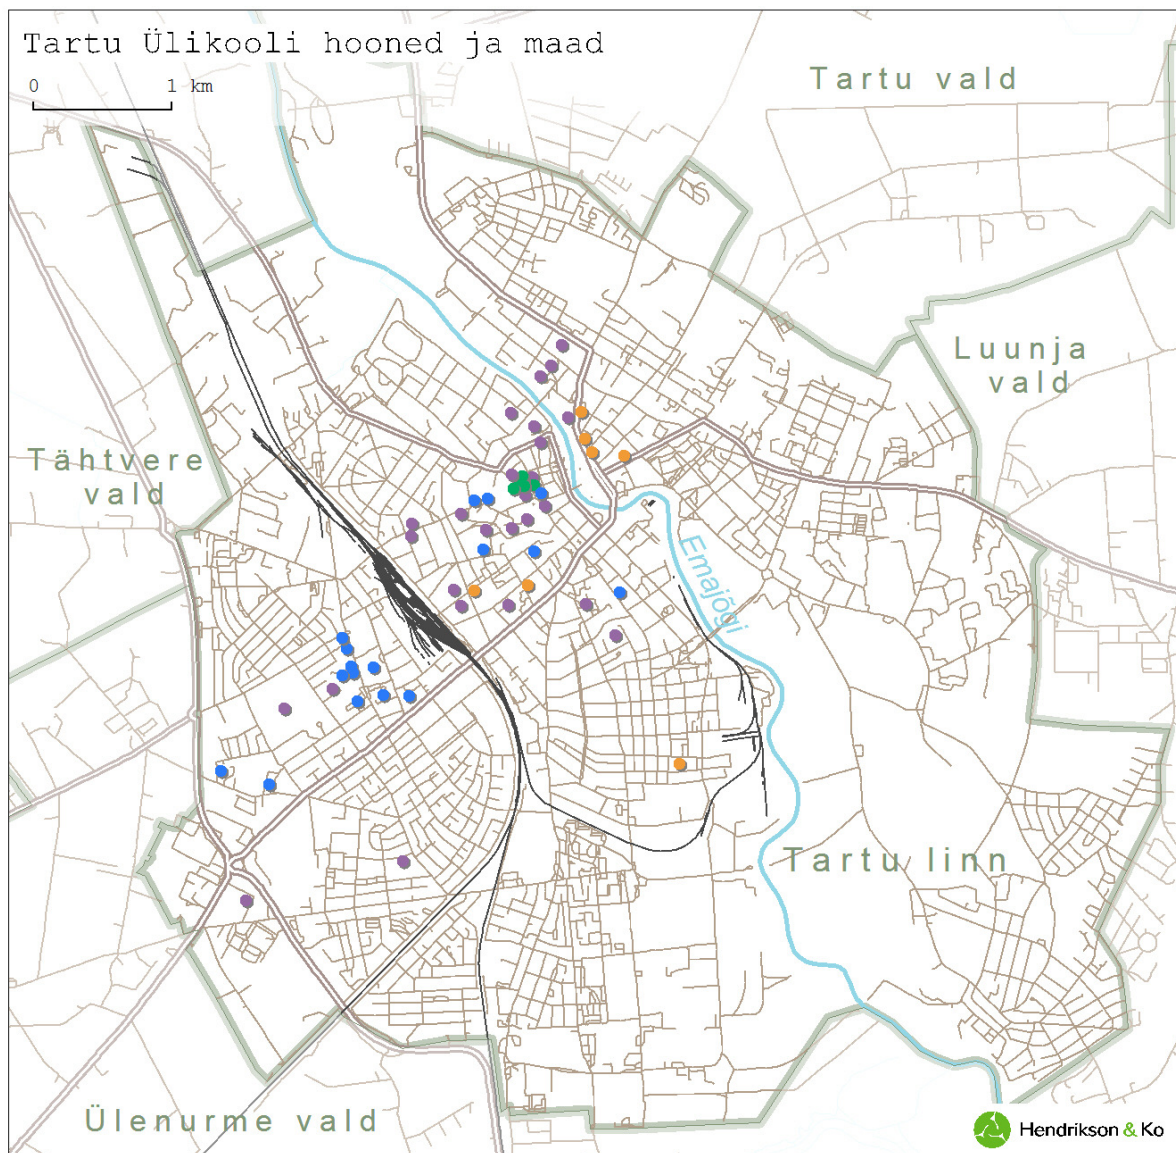 Tartu Ülikooli hooned ja maad
0 1 km
Tartu vald
Luunja
vald
Tähtvere
vald
Emajõgi
Tartu linn
Ülenurme vald
Hendrikson & Ko